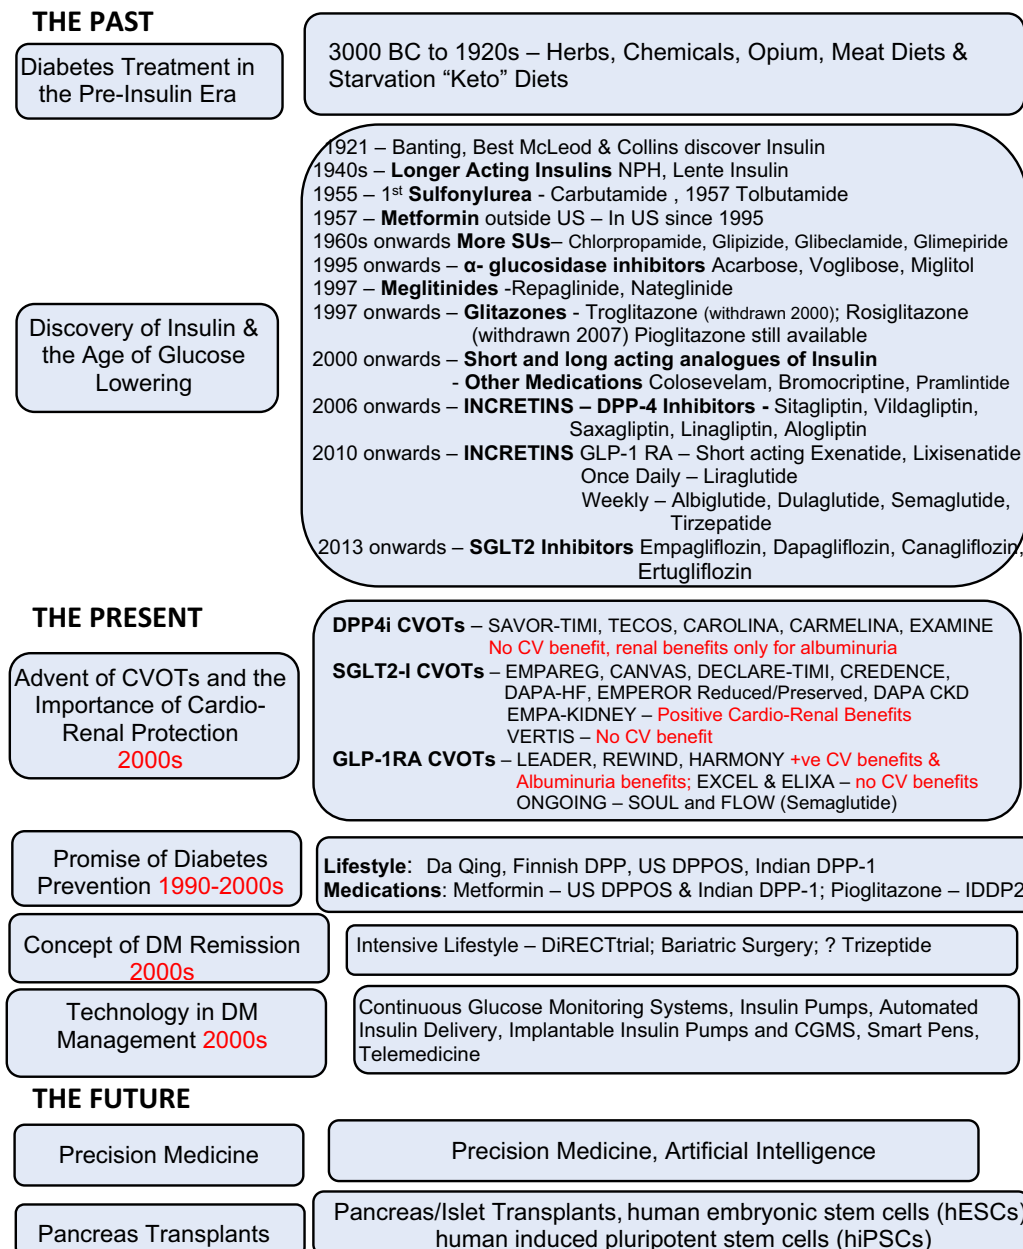 THE PAST
Diabetes Treatment in
the Pre-Insulin Era
3000 BC to 1920s – Herbs, Chemicals, Opium, Meat Diets &
Starvation “Keto” Diets
Discovery of Insulin &
the Age of Glucose
Lowering
1921 – Banting, Best McLeod & Collins discover Insulin
1940s – Longer Acting Insulins NPH, Lente Insulin
1955 – 1st Sulfonylurea - Carbutamide , 1957 Tolbutamide
1957 – Metformin outside US – In US since 1995
1960s onwards More SUs– Chlorpropamide, Glipizide, Glibeclamide, Glimepiride
1995 onwards – α- glucosidase inhibitors Acarbose, Voglibose, Miglitol
1997 – Meglitinides -Repaglinide, Nateglinide
1997 onwards – Glitazones - Troglitazone (withdrawn 2000); Rosiglitazone
(withdrawn 2007) Pioglitazone still available
2000 onwards – Short and long acting analogues of Insulin
- Other Medications Colosevelam, Bromocriptine, Pramlintide
2006 onwards – INCRETINS – DPP-4 Inhibitors - Sitagliptin, Vildagliptin,
Saxagliptin, Linagliptin, Alogliptin
2010 onwards – INCRETINS GLP-1 RA – Short acting Exenatide, Lixisenatide
Once Daily – Liraglutide
Weekly – Albiglutide, Dulaglutide, Semaglutide,
Tirzepatide
2013 onwards – SGLT2 Inhibitors Empagliflozin, Dapagliflozin, Canagliflozin,
Ertugliflozin
THE PRESENT
Advent of CVOTs and the
Importance of Cardio-
Renal Protection
2000s
DPP4i CVOTs – SAVOR-TIMI, TECOS, CAROLINA, CARMELINA, EXAMINE
No CV benefit, renal benefits only for albuminuria
SGLT2-I CVOTs – EMPAREG, CANVAS, DECLARE-TIMI, CREDENCE,
DAPA-HF, EMPEROR Reduced/Preserved, DAPA CKD
EMPA-KIDNEY – Positive Cardio-Renal Benefits
VERTIS – No CV benefit
GLP-1RA CVOTs – LEADER, REWIND, HARMONY +ve CV benefits &
Albuminuria benefits; EXCEL & ELIXA – no CV benefits
ONGOING – SOUL and FLOW (Semaglutide)
Promise of Diabetes
Prevention 1990-2000s
Lifestyle: Da Qing, Finnish DPP, US DPPOS, Indian DPP-1
Medications: Metformin – US DPPOS & Indian DPP-1; Pioglitazone – IDDP2
Concept of DM Remission
2000s
Intensive Lifestyle – DiRECTtrial; Bariatric Surgery; ? Trizeptide
Technology in DM
Management 2000s
Continuous Glucose Monitoring Systems, Insulin Pumps, Automated
Insulin Delivery, Implantable Insulin Pumps and CGMS, Smart Pens,
Telemedicine
THE FUTURE
Precision Medicine
Precision Medicine, Artificial Intelligence
Pancreas Transplants
Pancreas/Islet Transplants, human embryonic stem cells (hESCs)
human induced pluripotent stem cells (hiPSCs)